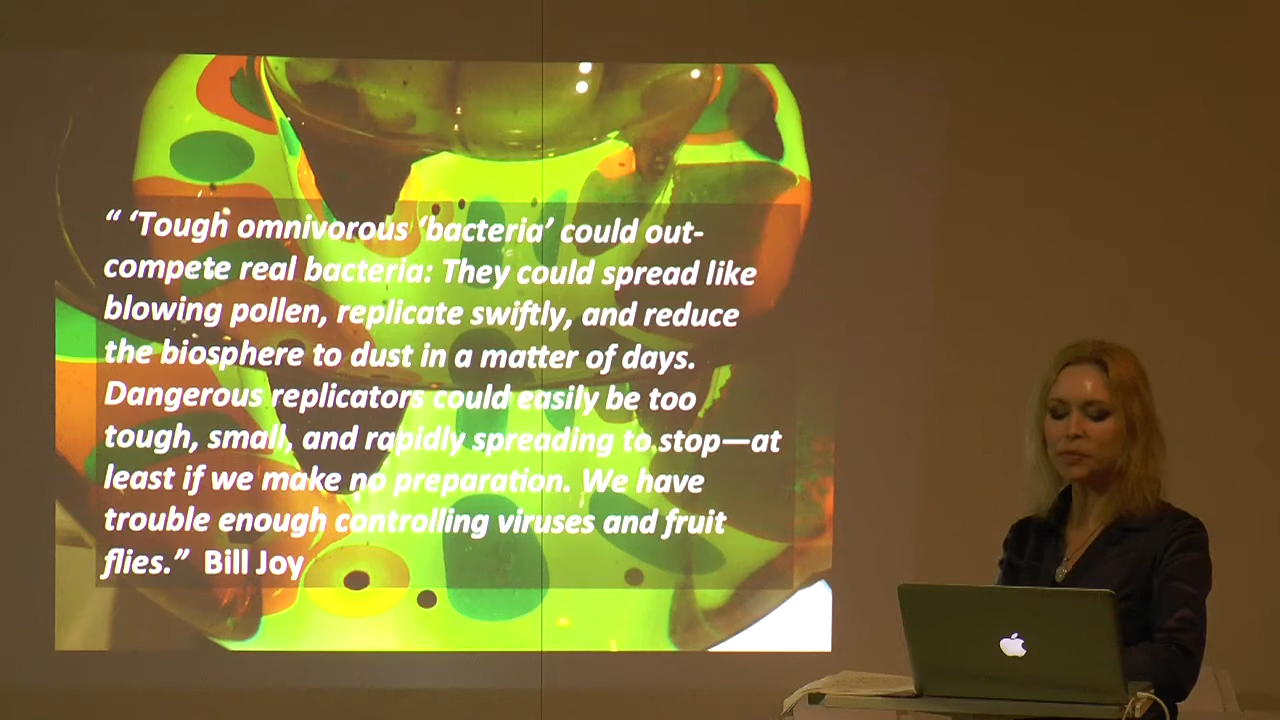 “ ‘Tough omnivorous ‘bacteria’ could out-
compete real bacteria: They could spread like
blowing pollen, replicate swiftly, and reduce
the biosphere to dust in a matter of days.
Dangerous replicators could easily be too
tough, small, and rapidly spreading to stop—at
least if we make no preparation. We have
trouble enough controlling viruses and fruit
flies.” Bill Joy